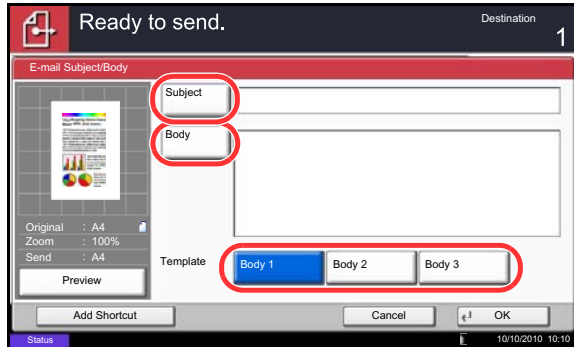 Ready to send.
Destination
1
E-mail Subject/Body
Subject
Body
Original : A4
Zoom : 100%
Send : A4
Preview
Template
Body 1
Body 2
Body 3
Add Shortcut
Cancel
OK
Status
10/10/2010 10:10